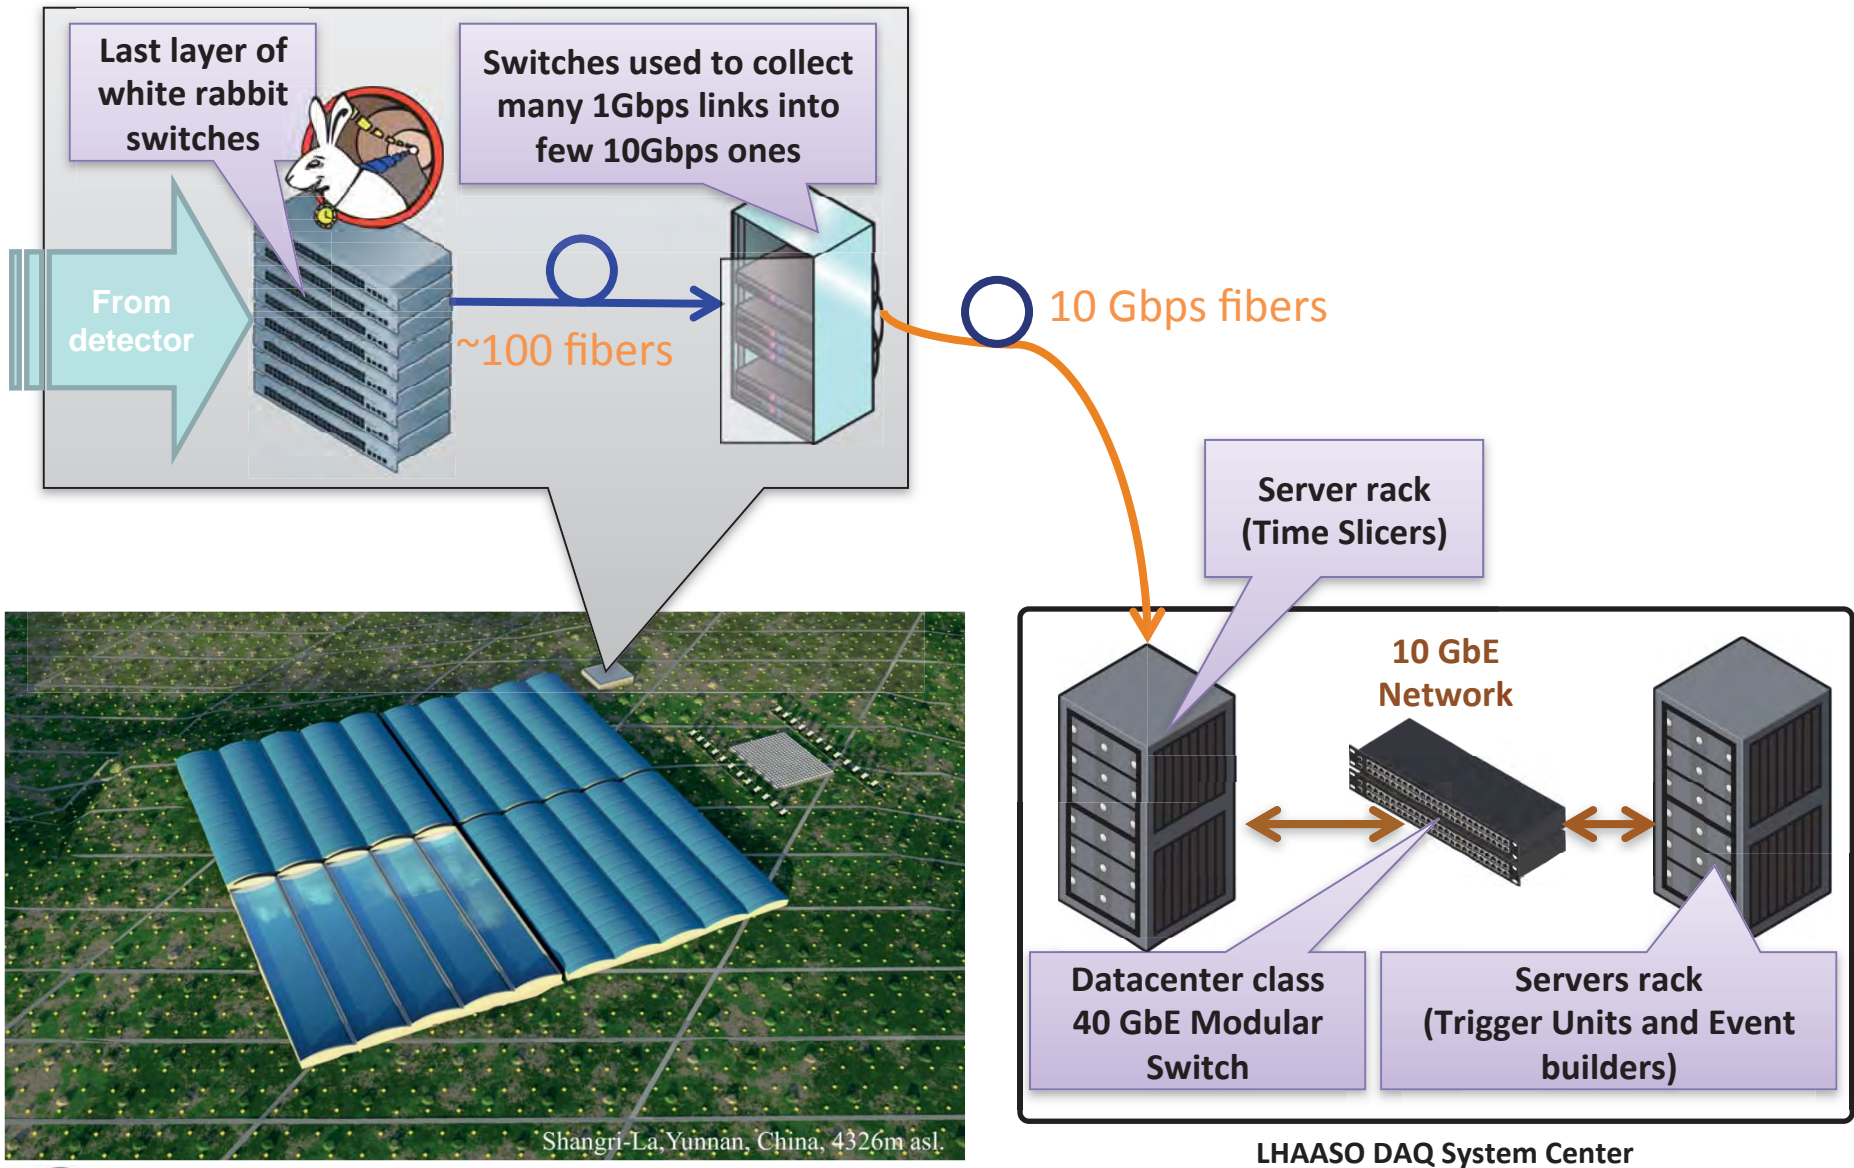 Last layer of
white rabbit
switches
Switches used to collect
many 1Gbps links into
few 10Gbps ones
From
detector
~100 fibers
10 Gbps fibers
Server rack
(Time Slicers)
10 GbE
Network
Datacenter class
40 GbE Modular
Switch
Servers rack
(Trigger Units and Event
builders)
Shangri-La,Yunnan, China, 4326m asl.
LHAASO DAQ System Center